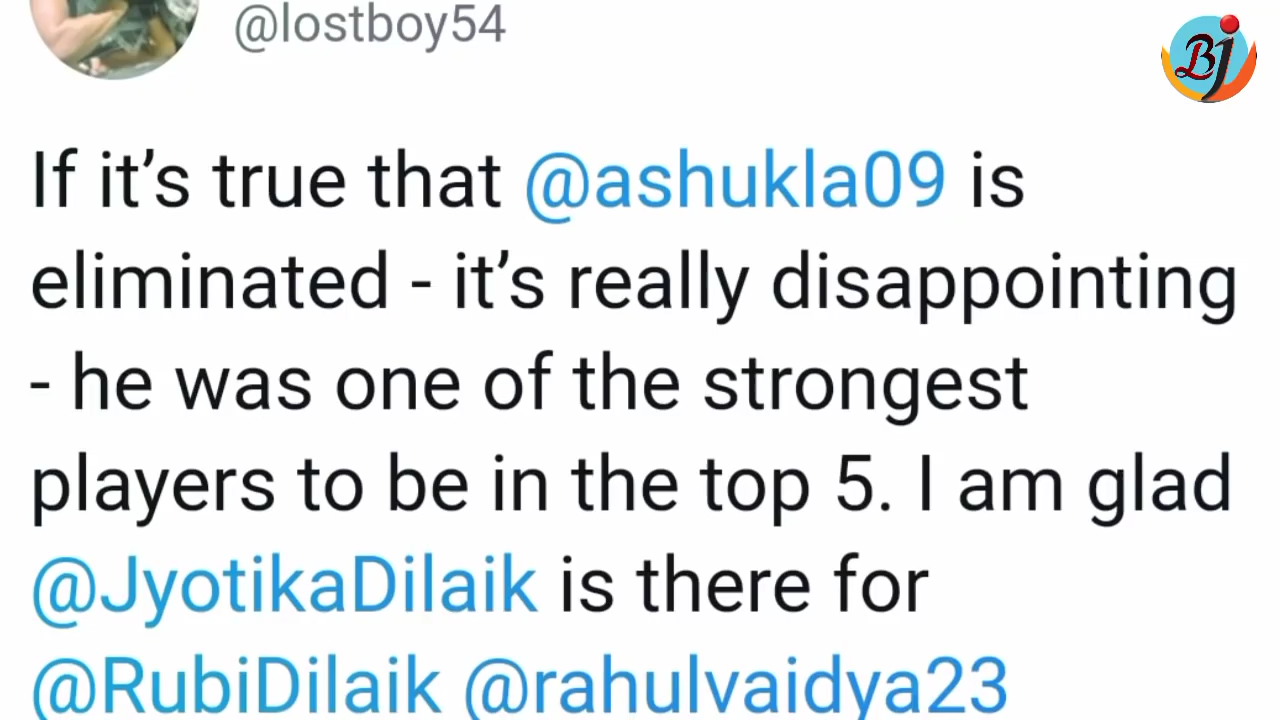 @lostboy54
Bj
If it’s true that @ashukla09 is
eliminated - it’s really disappointing
- he was one of the strongest
players to be in the top 5. I am glad
@JyotikaDilaik is there for
@RubiDilaik @rahulvaidya23